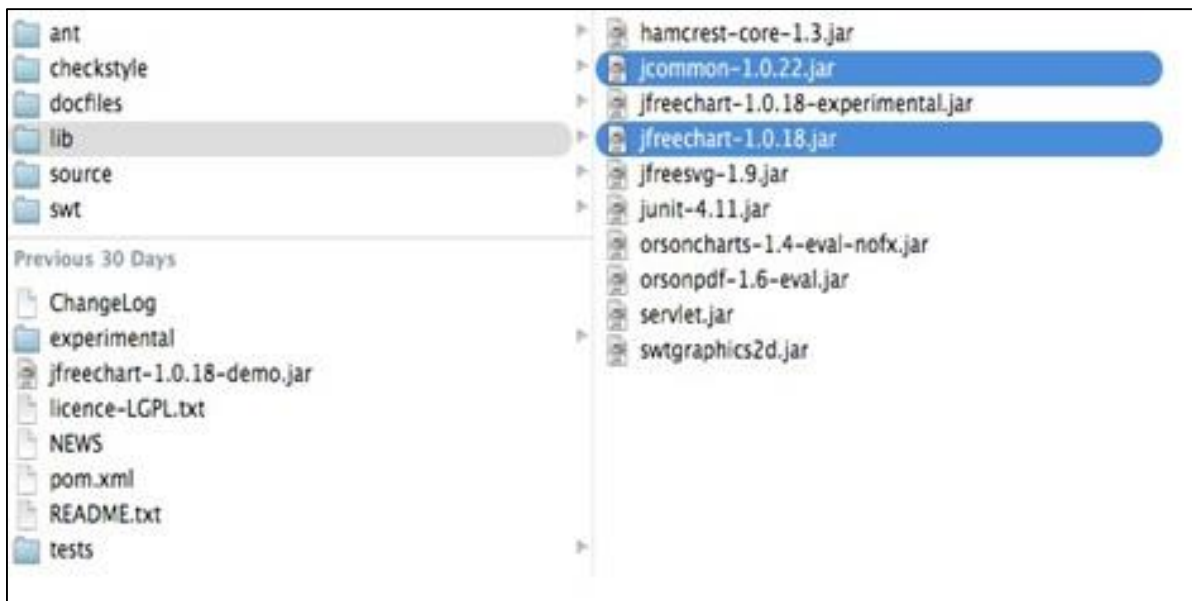 ant
checkstyle
docfiles
lib
source
swt
Previous 30 Days
ChangeLog
experimental
jfreechart-1.0.18-demo.jar
licence-LGPL.txt
NEWS
pom.xml
README.txt
tests
hamcrest-core-1.3.jar
jcommon-1.0.22.jar
jfreechart-1.0.18-experimental.jar
jfreechart-1.0.18.jar
jfreesvg-1.9.jar
junit-4.11.jar
orsoncharts-1.4-eval-nofx.jar
orsonpdf-1.6-eval.jar
servlet.jar
swtgraphics2d.jar